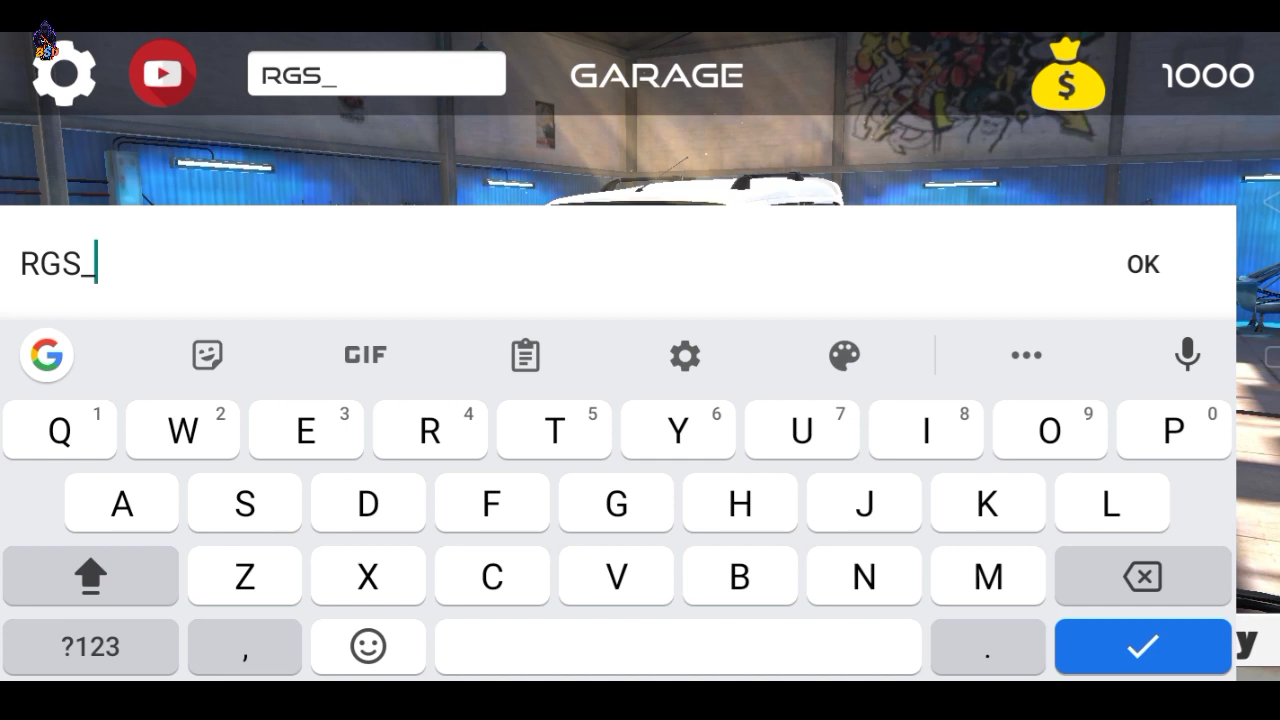 RGS_
GARAGE
$
1000
RGS_
OK
G
GIF
Q 1 W 2 E 3 R 4 T 5 Y 6 U 7 I 8 O 9 P 0
A S D F G H J K L
Z X C V B N M
?123 , .
y